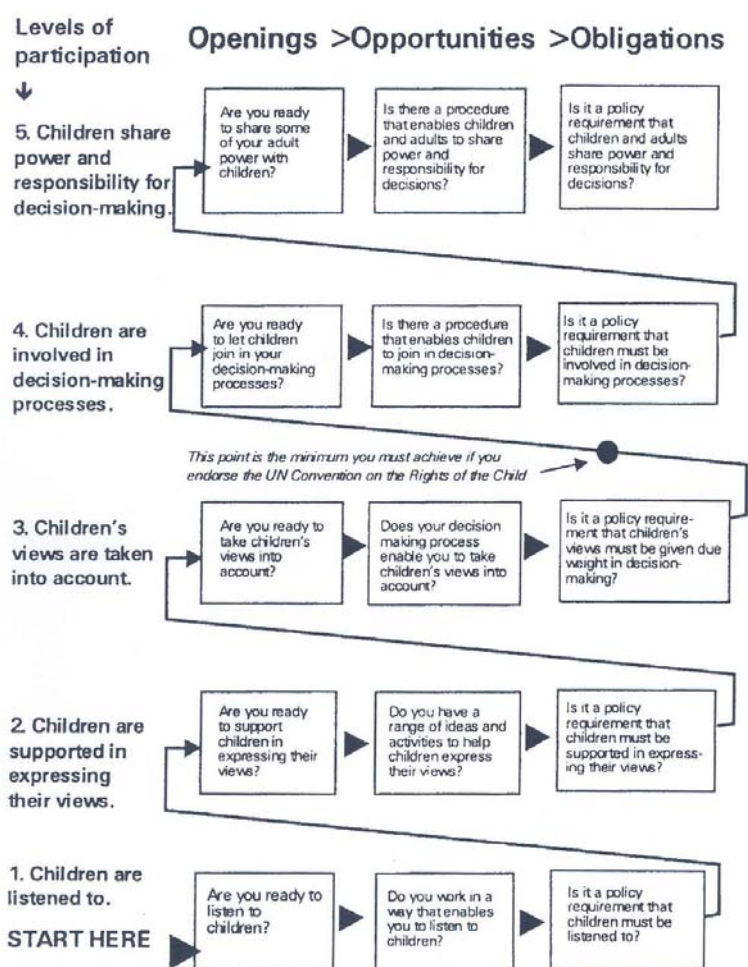 Levels of
participation
Openings >Opportunities >Obligations
5. Children share
power and
responsibility for
decision-making.
Are you ready
to share some
of your adult
power with
children?
Is there a procedure
that enables children
and adults to share
power and
responsibility for
decisions?
Is it a policy
requirement that
children and adults
share power and
responsibility for
decisions?
4. Children are
involved in
decision-making
processes.
Are you ready
to let children
join in your
decision-making
processes?
Is there a procedure
that enables children
to join in decision-
making processes?
Is it a policy
requirement that
children must be
involved in decision-
making processes?
This point is the minimum you must achieve if you
endorse the UN Convention on the Rights of the Child
3. Children's
views are taken
into account.
Are you ready to
take children's
views into
account?
Does your decision
making process
enable you to take
children's views into
account?
Is it a policy require-
ment that children's
views must be given due
weight in decision-
making?
2. Children are
supported in
expressing
their views.
Are you ready
to support
children in
expressing their
views?
Do you have a
range of ideas and
activities to help
children express
their views?
Is it a policy
requirement that
children must be
supported in express-
ing their views?
1. Children are
listened to.
START HERE
Are you ready to
listen to
children?
Do you work in a
way that enables
you to listen to
children?
Is it a policy
requirement that
children must be
listened to?